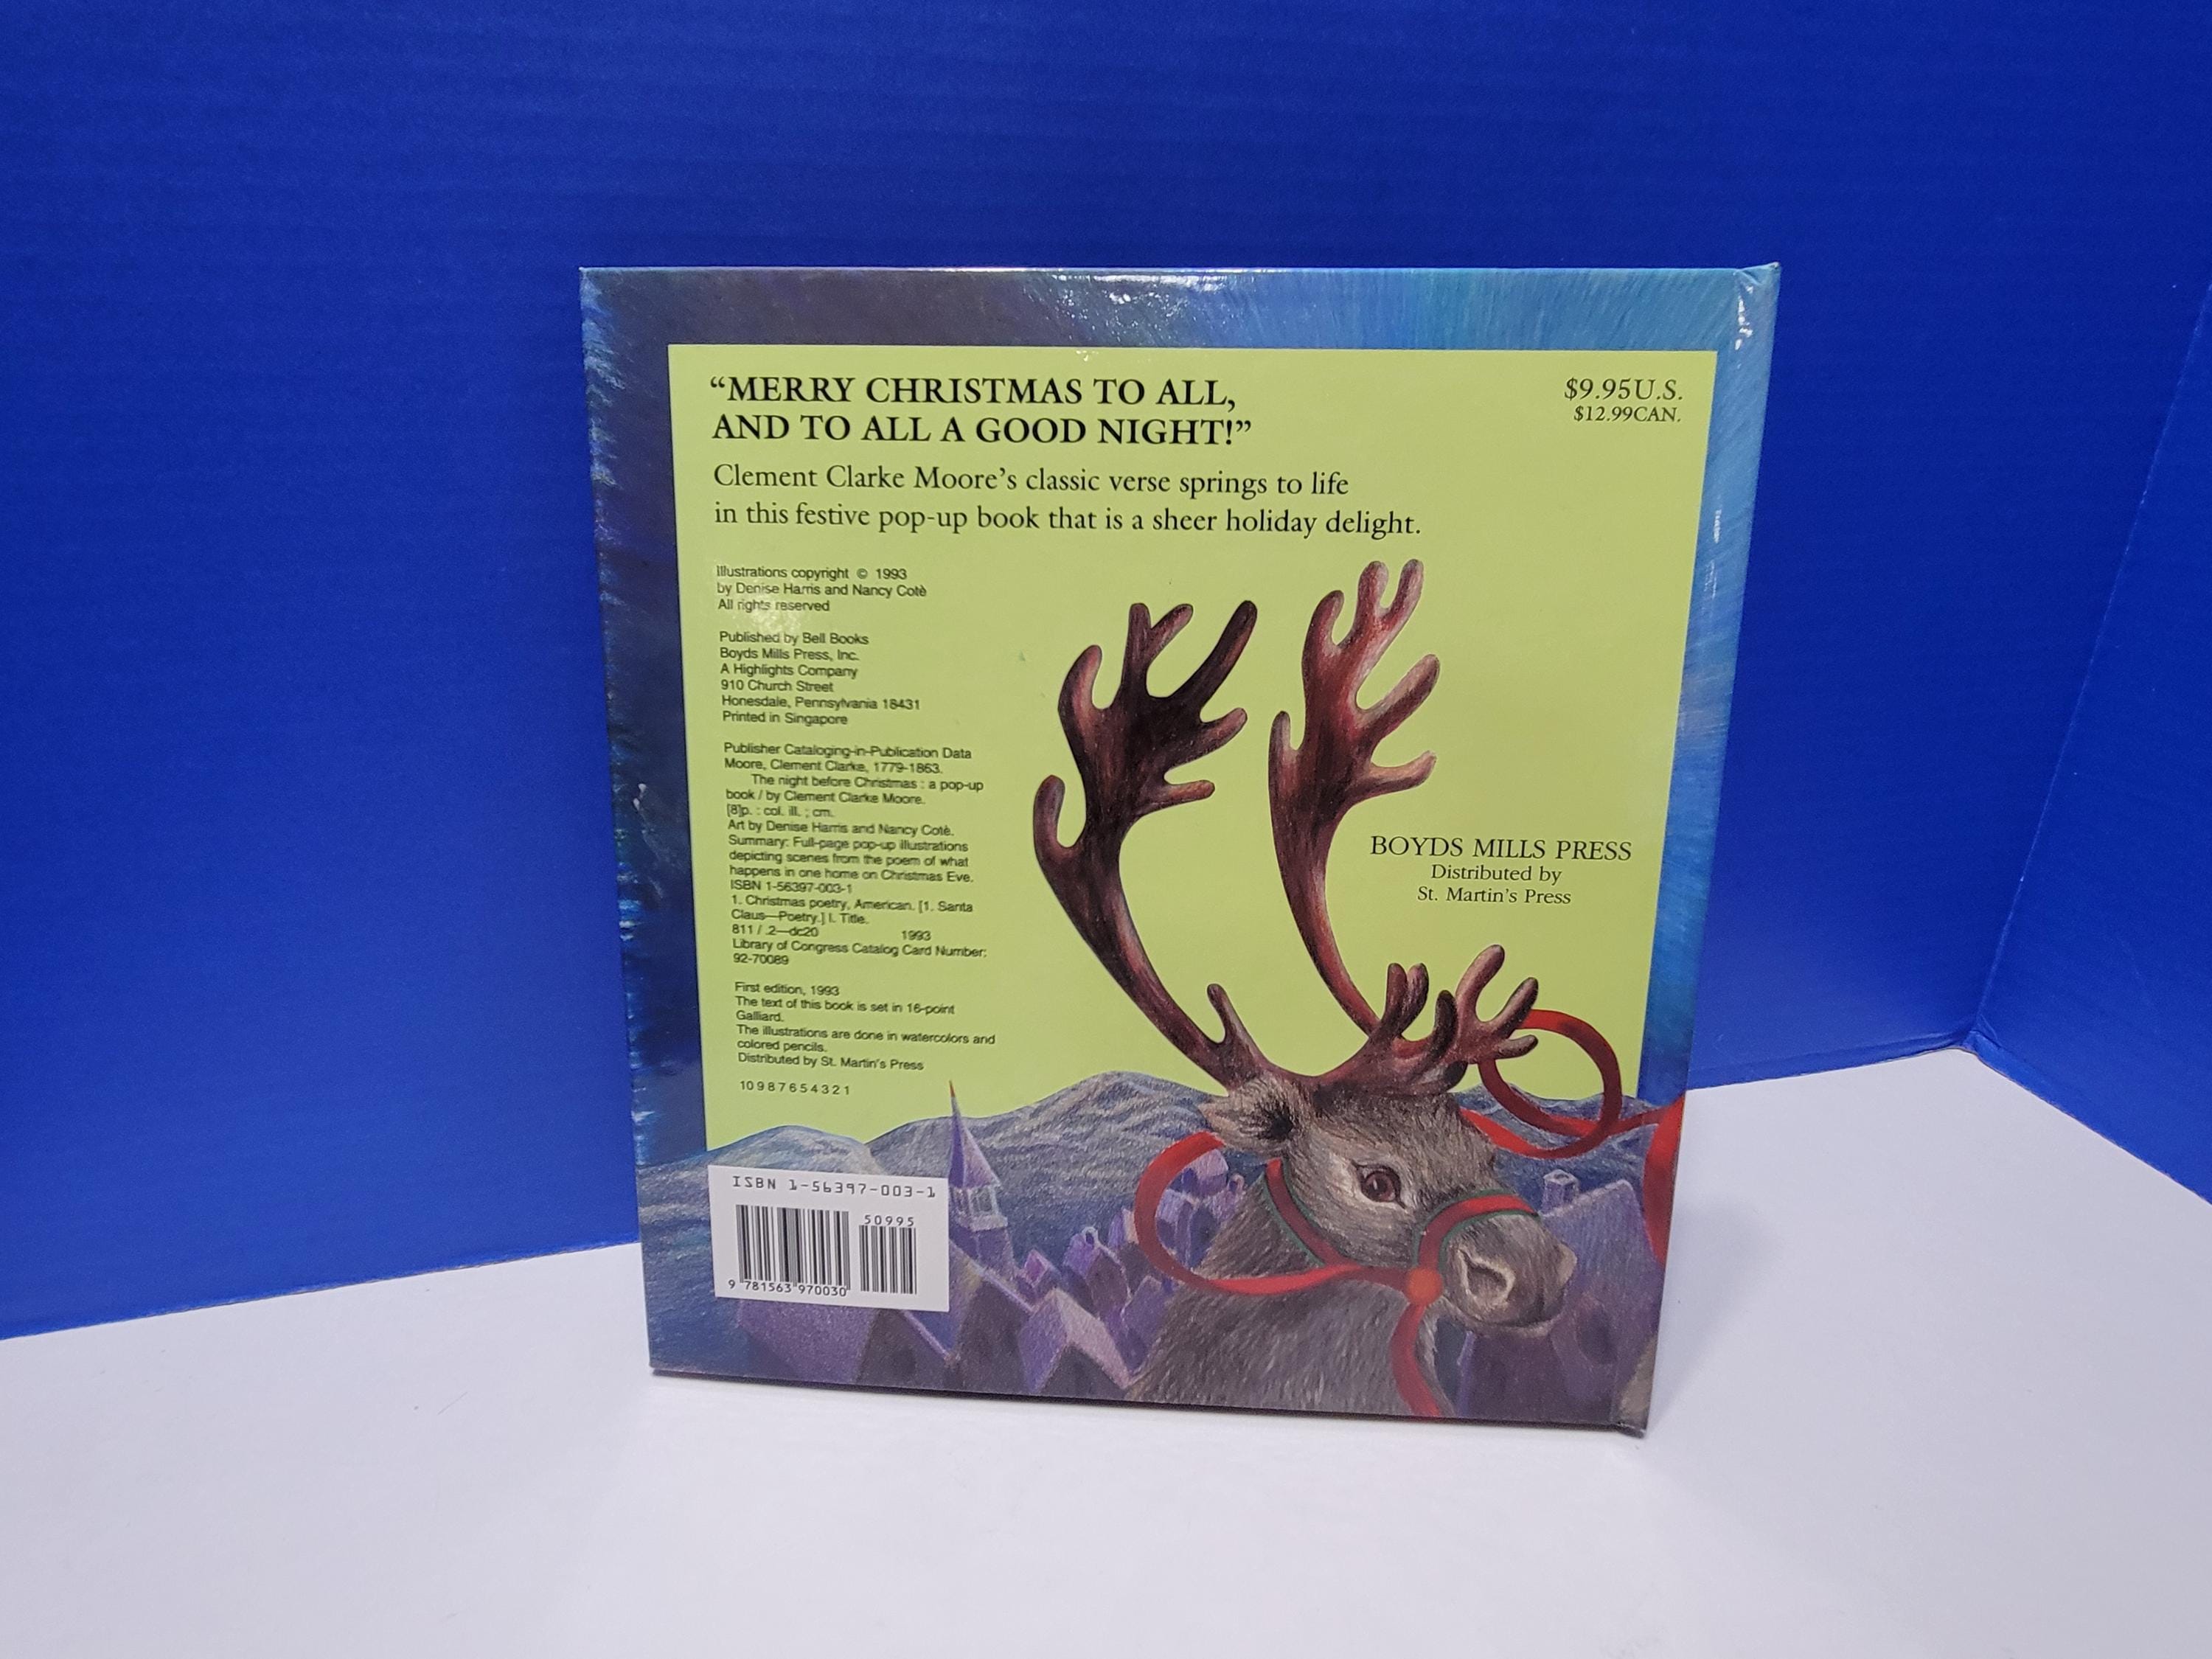 “MERRY CHRISTMAS TO ALL,
AND TO ALL A GOOD NIGHT!”
$9.95U.S.
$12.99CAN.
Clement Clarke Moore’s classic verse springs to life
in this festive pop-up book that is a sheer holiday delight.
Illustrations copyright © 1993
by Denise Harris and Nancy Cotè
All rights reserved
Published by Bell Books
Boyds Mills Press, Inc.
A Highlights Company
910 Church Street
Honesdale, Pennsylvania 18431
Printed in Singapore
Publisher Cataloging-in-Publication Data
Moore, Clement Clarke, 1779-1863.
The night before Christmas : a pop-up
book / by Clement Clarke Moore.
[8]p. : col. ill. ; cm.
Art by Denise Harris and Nancy Cotè.
Summary: Full-page pop-up illustrations
depicting scenes from the poem of what
happens in one home on Christmas Eve.
ISBN 1-56397-003-1
1. Christmas poetry, American. [1. Santa
Claus—Poetry.] I. Title.
811 / .2—dc20 1993
Library of Congress Catalog Card Number:
92-70089
First edition, 1993
The text of this book is set in 16-point
Galliard.
The illustrations are done in watercolors and
colored pencils.
Distributed by St. Martin’s Press
10 9 8 7 6 5 4 3 2 1
BOYDS MILLS PRESS
Distributed by
St. Martin’s Press
ISBN 1-56397-003-1
50995
9 781563 970030